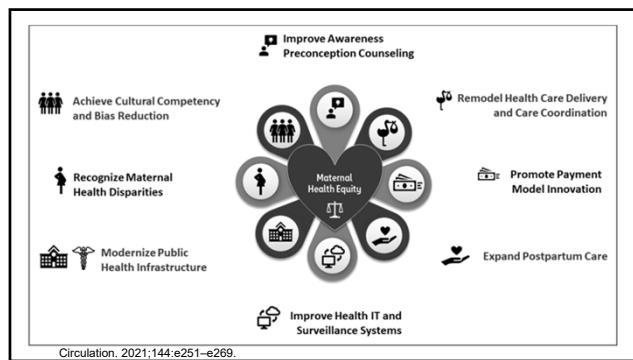 Improve Awareness
Preconception Counseling
Achieve Cultural Competency
and Bias Reduction
Remodel Health Care Delivery
and Care Coordination
Recognize Maternal
Health Disparities
Maternal
Health Equity
Promote Payment
Model Innovation
Modernize Public
Health Infrastructure
Expand Postpartum Care
Improve Health IT and
Surveillance Systems
Circulation. 2021;144:e251–e269.